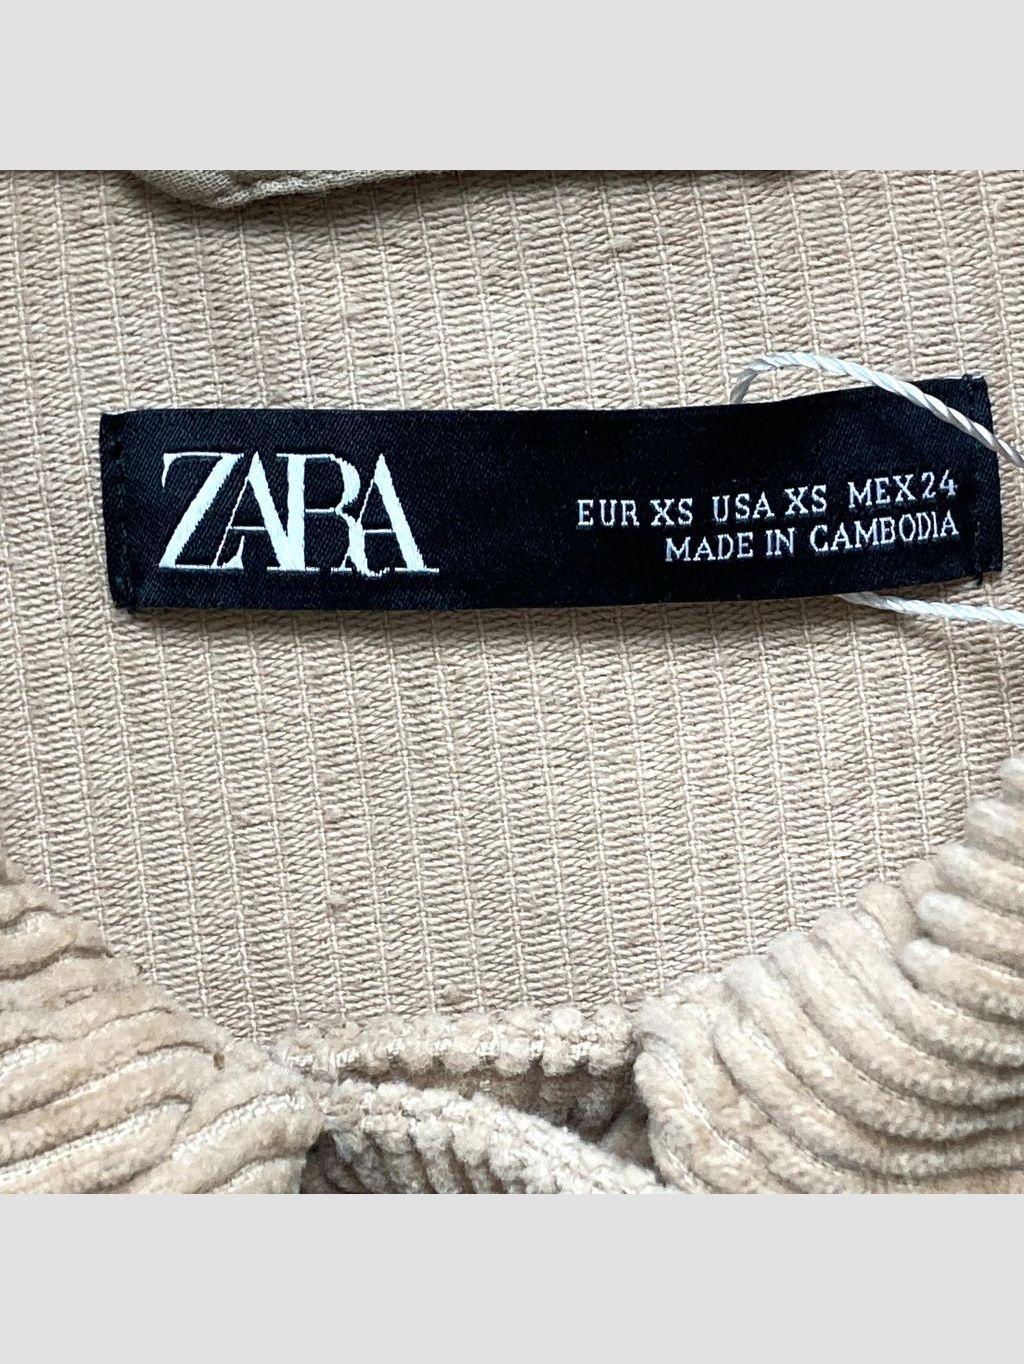 ZARA
EUR XS USA XS MEX 24
MADE IN CAMBODIA